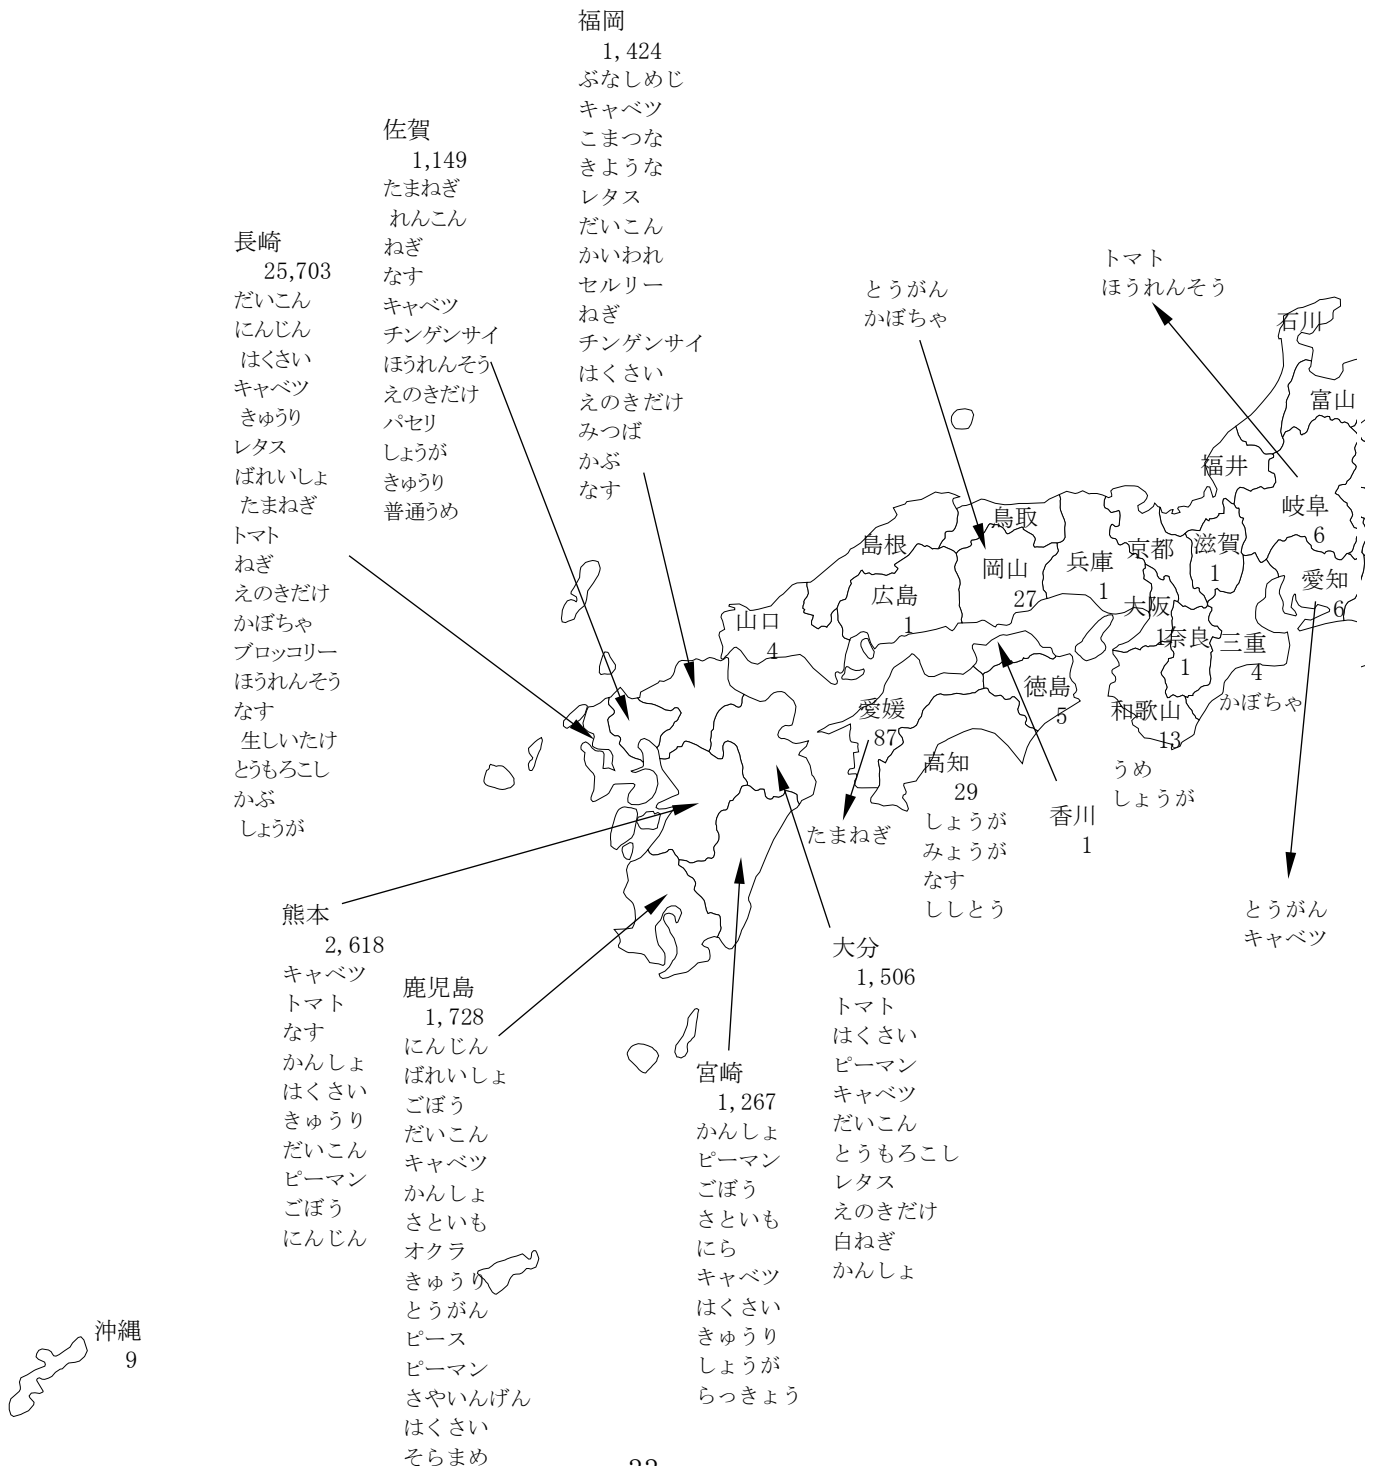 福岡
1,424
ぶなしめじ
キャベツ
こまつな
きような
レタス
だいこん
かいわれ
セルリー
ねぎ
チンゲンサイ
はくさい
えのきだけ
みつば
かぶ
なす
佐賀
1,149
たまねぎ
れんこん
ねぎ
なす
キャベツ
チンゲンサイ
ほうれんそう
えのきだけ
パセリ
しょうが
きゅうり
普通うめ
長崎
25,703
だいこん
にんじん
はくさい
キャベツ
きゅうり
レタス
ばれいしょ
たまねぎ
トマト
ねぎ
えのきだけ
かぼちゃ
ブロッコリー
ほうれんそう
なす
生しいたけ
とうもろこし
かぶ
しょうが
とうがん
かぼちゃ
トマト
ほうれんそう
石川
富山
福井
岐阜
6
鳥取
島根
岡山
27
兵庫
1
京都
滋賀
1
愛知
6
広島
1
大阪
1
奈良
1
三重
4
かぼちゃ
山口
4
徳島
5
和歌山
13
うめ
しょうが
愛媛
87
たまねぎ
高知
29
しょうが
みょうが
なす
ししとう
香川
1
とうがん
キャベツ
熊本
2,618
キャベツ
トマト
なす
かんしょ
はくさい
きゅうり
だいこん
ピーマン
ごぼう
にんじん
鹿児島
1,728
にんじん
ばれいしょ
ごぼう
だいこん
キャベツ
かんしょ
さといも
オクラ
きゅうり
とうがん
ピース
ピーマン
さやいんげん
はくさい
そらまめ
宮崎
1,267
かんしょ
ピーマン
ごぼう
さといも
にら
キャベツ
はくさい
きゅうり
しょうが
らっきょう
大分
1,506
トマト
はくさい
ピーマン
キャベツ
だいこん
とうもろこし
レタス
えのきだけ
白ねぎ
かんしょ
沖縄
9